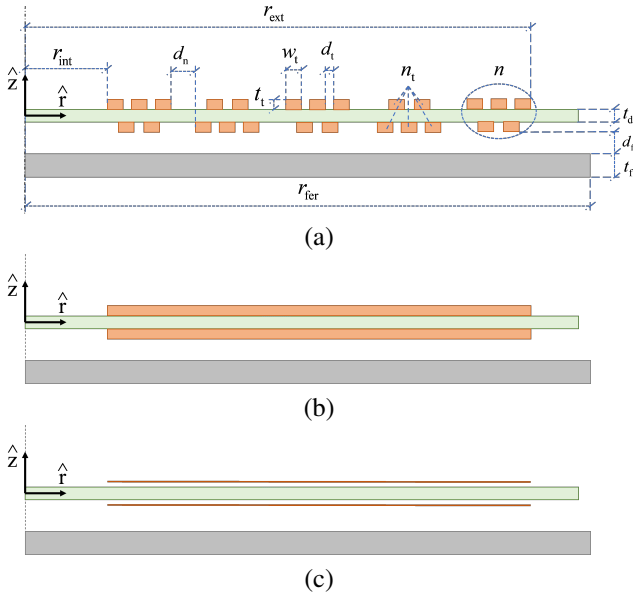 r_ext
r_int d_n w_t d_t n_t n
t_t
ẑ r̂ t_d
d_f
t_f
r_fer
(a)
ẑ r̂
(b)
ẑ r̂
(c)